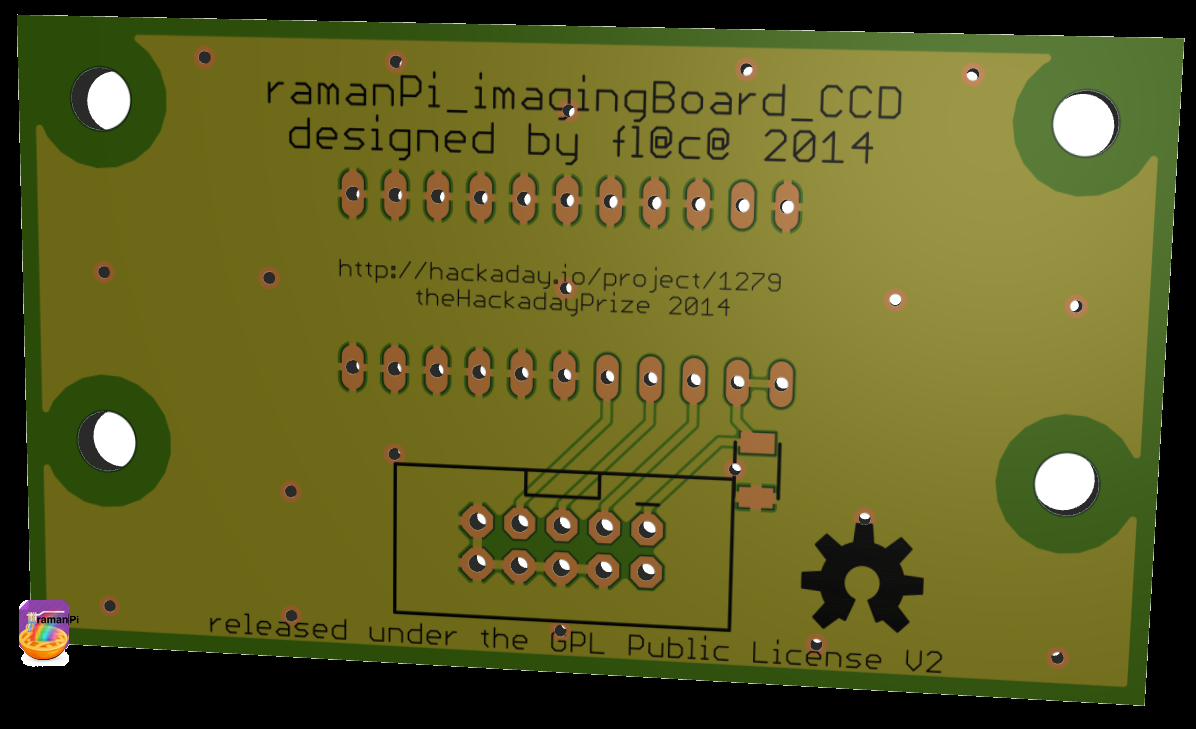 ramanPi_imagingBoard_CCD
designed by fl@c@ 2014
http://hackaday.io/project/1279
theHackadayPrize 2014
ramanPi
released under the GPL Public License V2